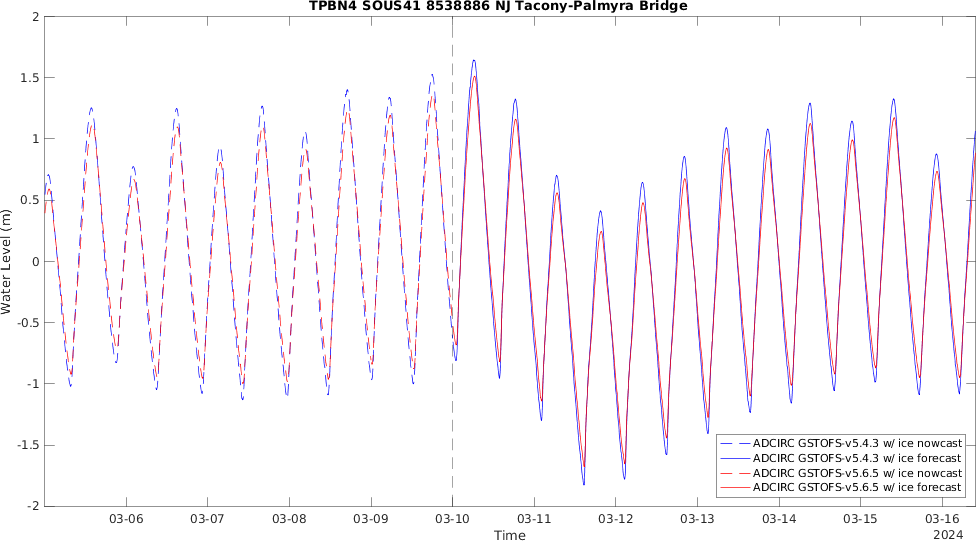 TPBN4 SOUS41 8538886 NJ Tacony-Palmyra Bridge
2
1.5
1
0.5
0
-0.5
-1
-1.5
-2
Water Level (m)
ADCIRC GSTOFS-v5.4.3 w/ ice nowcast
ADCIRC GSTOFS-v5.4.3 w/ ice forecast
ADCIRC GSTOFS-v5.6.5 w/ ice nowcast
ADCIRC GSTOFS-v5.6.5 w/ ice forecast
03-06 03-07 03-08 03-09 03-10 03-11 03-12 03-13 03-14 03-15 03-16
Time
2024